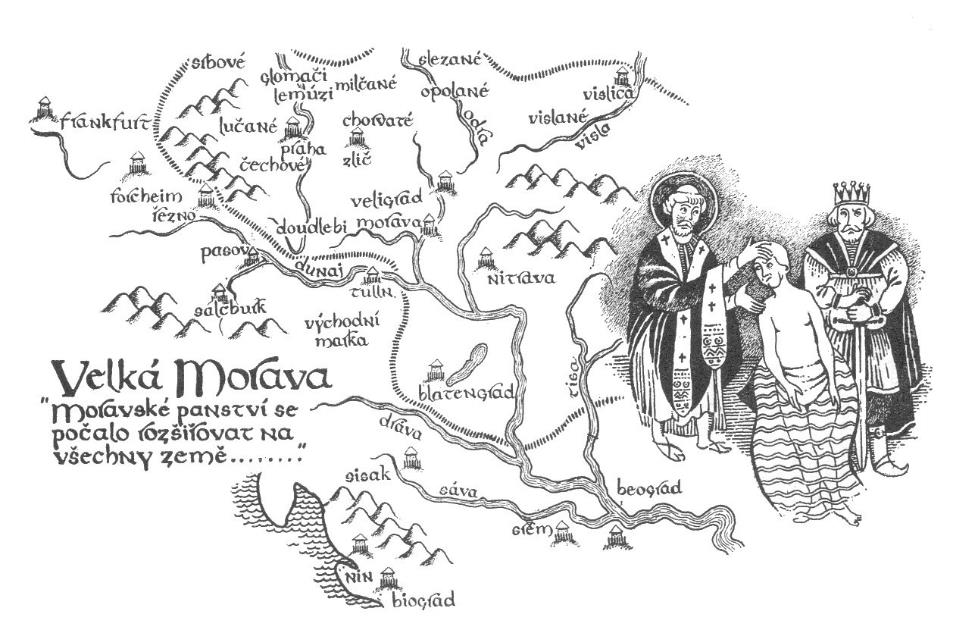 srbové
glomači
lemúzi
milčané
slezané
opolané
vislica
vislané
visla
odra
frankfurt
lučané
praha
čechové
chorvaté
zlič
forcheim
řezno
veligrad
morava
doudlebi
pasov
dunaj
tulln
nitrava
salcburk
východní
marka
Velká Morava
"Moravské panství se
počalo rozšiřovat na
všechny země........"
blatengrad
tisa
dráva
sisak
sáva
beograd
srěm
NIN
biograd